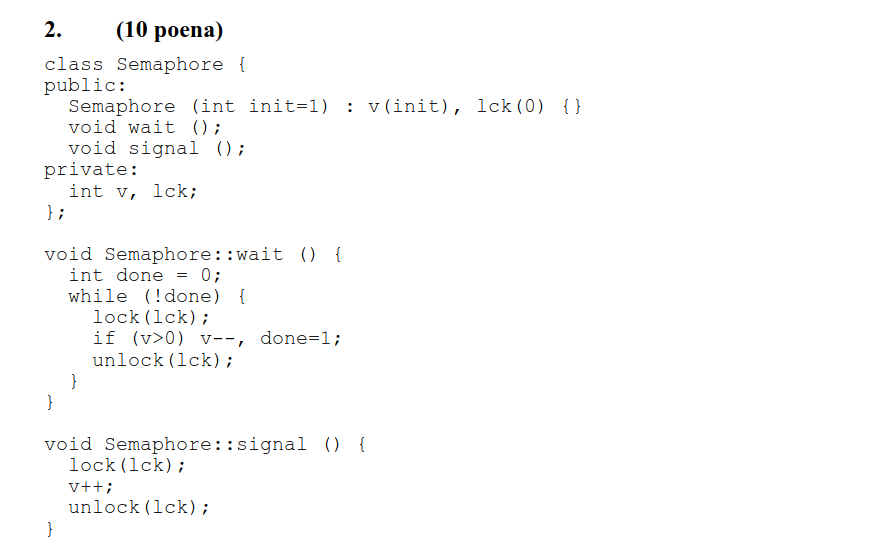 2. (10 poena)
class Semaphore {
public:
  Semaphore (int init=1) : v(init), lck(0) {}
  void wait ();
  void signal ();
private:
  int v, lck;
};

void Semaphore::wait () {
  int done = 0;
  while (!done) {
    lock(lck);
    if (v>0) v--, done=1;
    unlock(lck);
  }
}

void Semaphore::signal () {
  lock(lck);
  v++;
  unlock(lck);
}